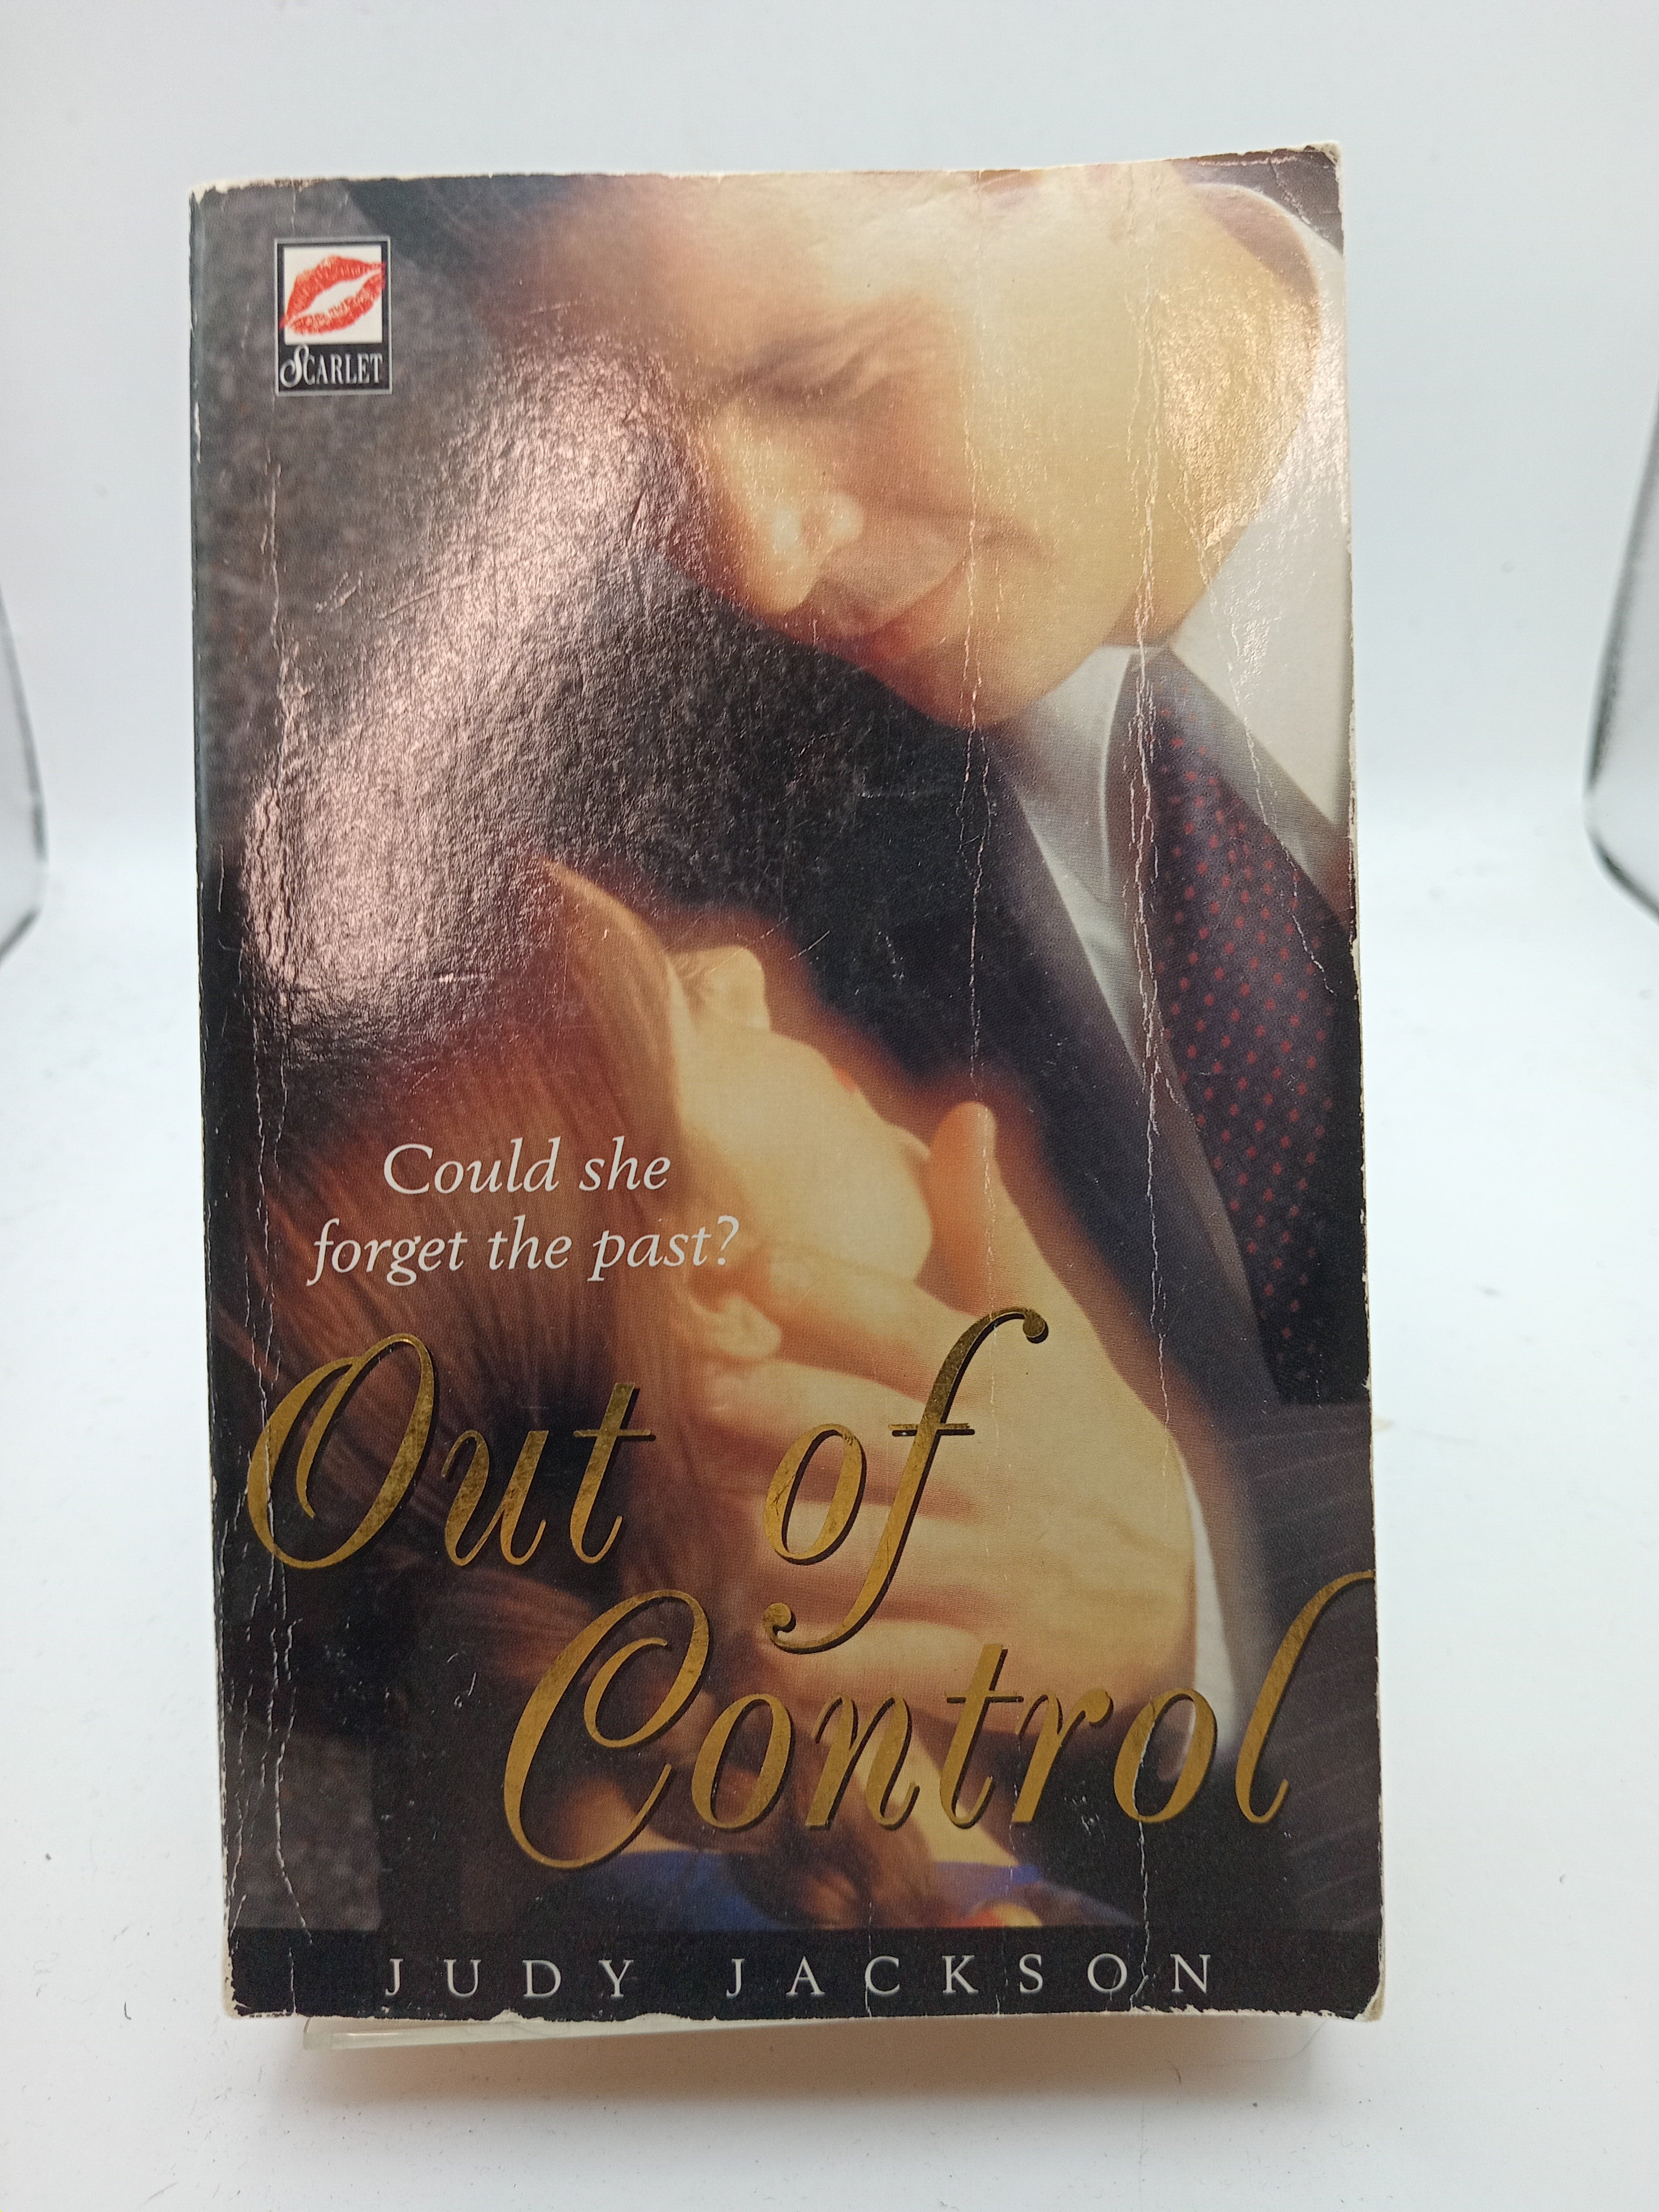 SCARLET
Could she
forget the past?
Out of
Control
JUDY JACKSON